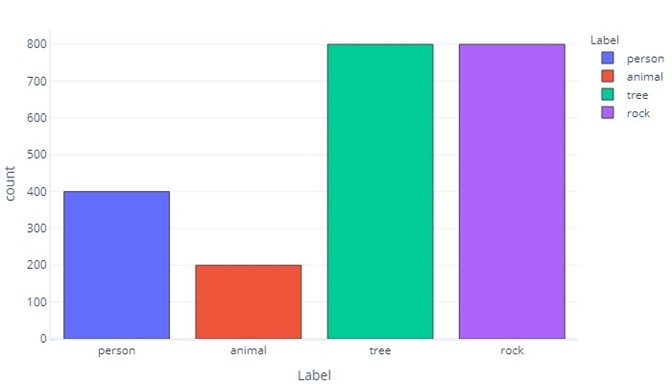 800
700
600
500
400
300
200
100
0
count
person
animal
tree
rock
Label
Label
person
animal
tree
rock